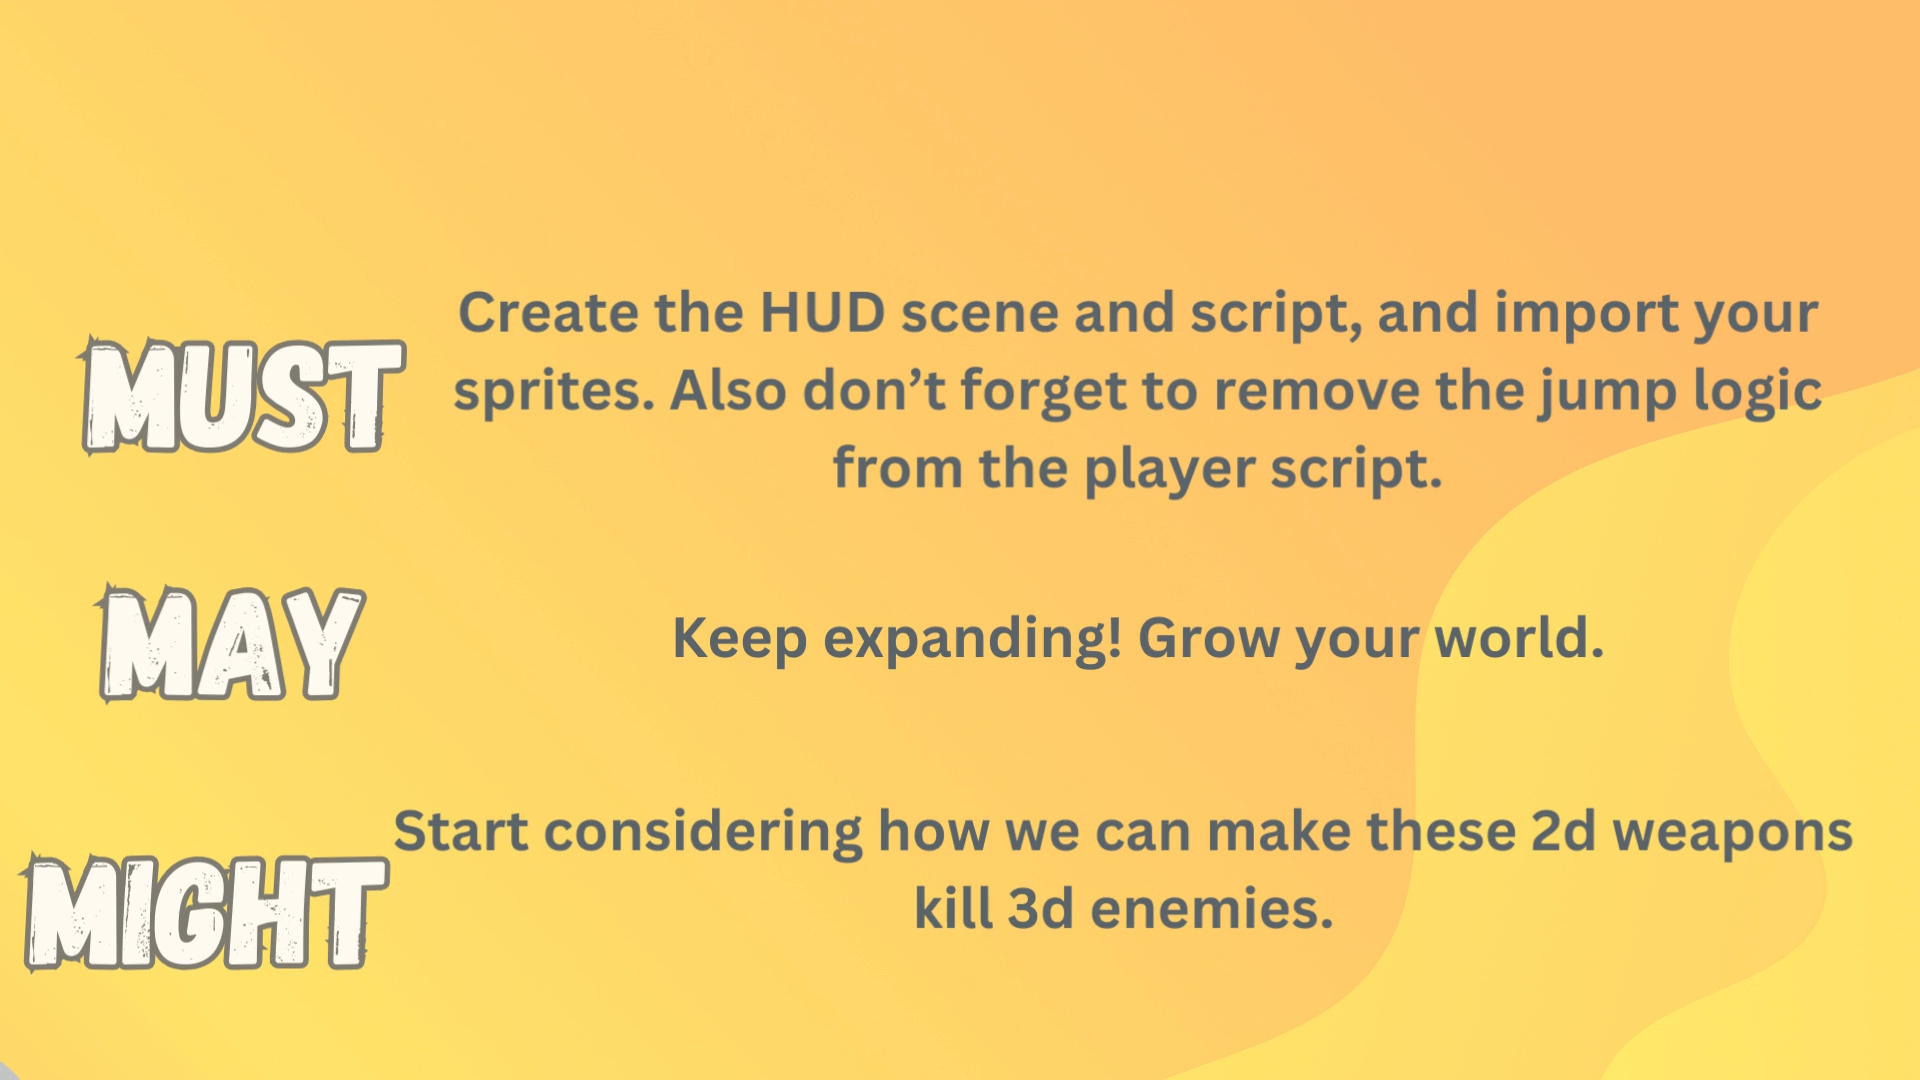 MUST
Create the HUD scene and script, and import your
sprites. Also don’t forget to remove the jump logic
from the player script.
MAY
Keep expanding! Grow your world.
MIGHT
Start considering how we can make these 2d weapons
kill 3d enemies.